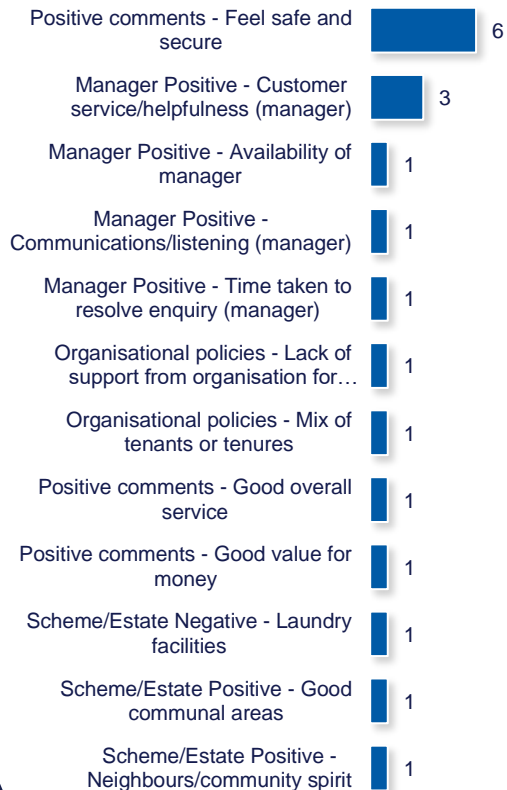 Positive comments - Feel safe and
secure
6
Manager Positive - Customer
service/helpfulness (manager)
3
Manager Positive - Availability of
manager
1
Manager Positive -
Communications/listening (manager)
1
Manager Positive - Time taken to
resolve enquiry (manager)
1
Organisational policies - Lack of
support from organisation for…
1
Organisational policies - Mix of
tenants or tenures
1
Positive comments - Good overall
service
1
Positive comments - Good value for
money
1
Scheme/Estate Negative - Laundry
facilities
1
Scheme/Estate Positive - Good
communal areas
1
Scheme/Estate Positive -
Neighbours/community spirit
1